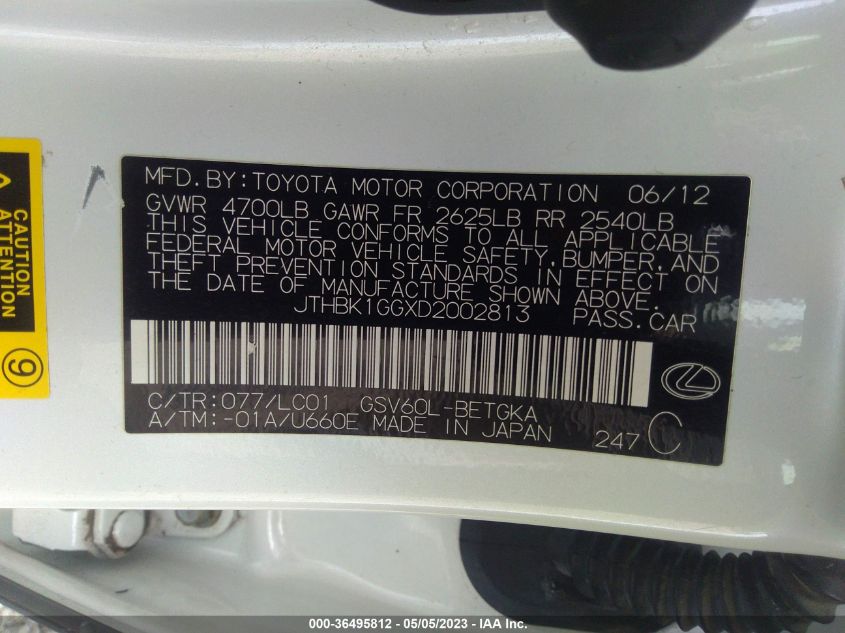 CAUTION
ATTENTION
9
MFD.BY:TOYOTA MOTOR CORPORATION 06/12
GVWR 4700LB GAWR FR 2625LB RR 2540LB
THIS VEHICLE CONFORMS TO ALL APPLICABLE
FEDERAL MOTOR VEHICLE SAFETY,BUMPER,AND
THEFT PREVENTION STANDARDS IN EFFECT ON
THE DATE OF MANUFACTURE SHOWN ABOVE.
JTHBK1GGXD2002813 PASS.CAR
C/TR:077/LC01 GSV60L-BETGKA
A/TM:-01A/U660E MADE IN JAPAN 247 C
000-36495812 - 05/05/2023 - IAA Inc.